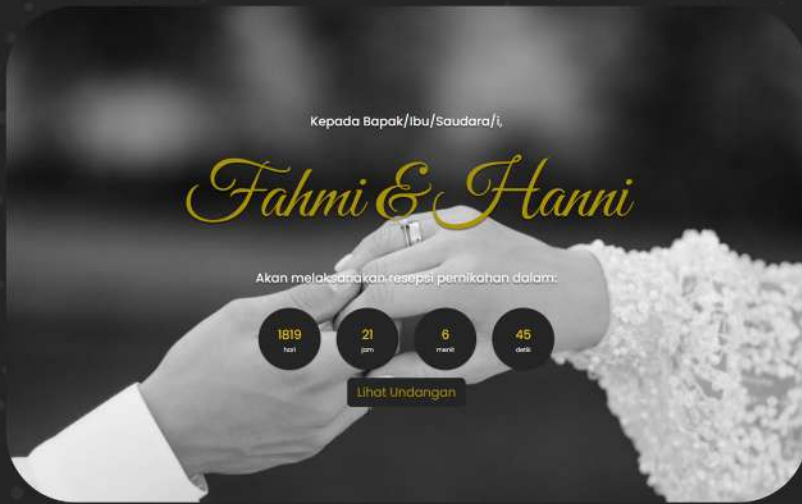 Kepada Bapak/Ibu/Saudara/i,
Fahmi & Hanni
Akan melaksanakan resepsi pernikahan dalam:
1819 21 6 45
hari jam menit detik
Lihat Undangan